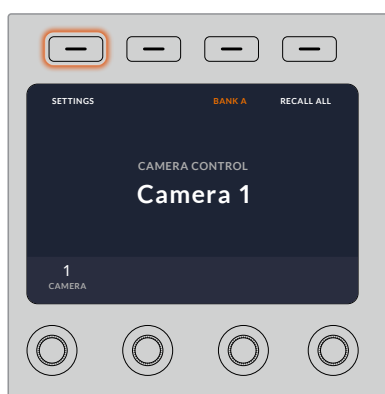 SETTINGS BANK A RECALL ALL
CAMERA CONTROL
Camera 1
1
CAMERA